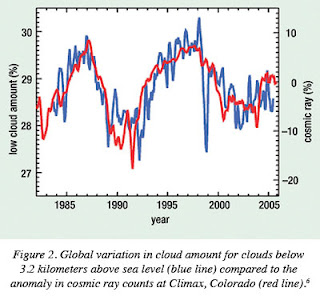 30
29
28
27
low cloud amount (%)
10
0
−10
−20
cosmic ray (%)
1985
1990
1995
2000
2005
year
Figure 2. Global variation in cloud amount for clouds below
3.2 kilometers above sea level (blue line) compared to the
anomaly in cosmic ray counts at Climax, Colorado (red line).⁶